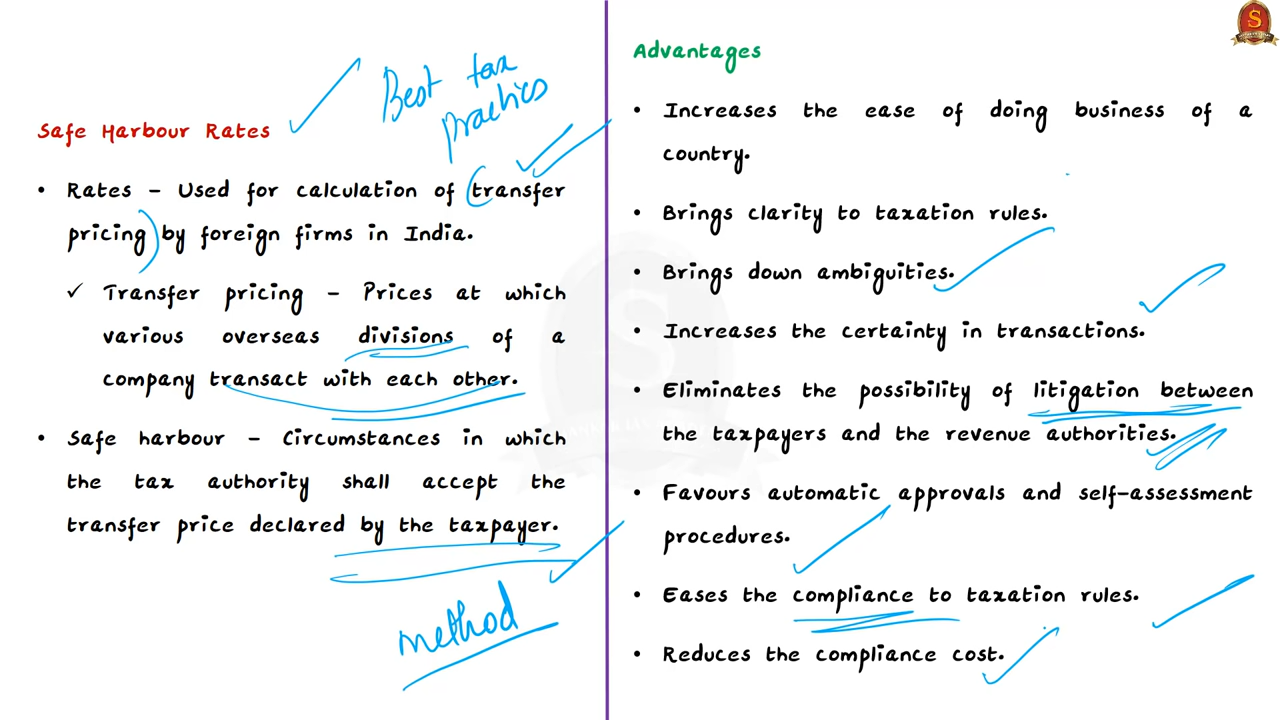 Safe Harbour Rates
Best tax
practices
• Rates – Used for calculation of transfer
pricing by foreign firms in India.
✓ Transfer pricing – Prices at which
various overseas divisions of a
company transact with each other.
• Safe harbour – Circumstances in which
the tax authority shall accept the
transfer price declared by the taxpayer.
method
Advantages
• Increases the ease of doing business of a
country.
• Brings clarity to taxation rules.
• Brings down ambiguities.
• Increases the certainty in transactions.
• Eliminates the possibility of litigation between
the taxpayers and the revenue authorities.
• Favours automatic approvals and self-assessment
procedures.
• Eases the compliance to taxation rules.
• Reduces the compliance cost.